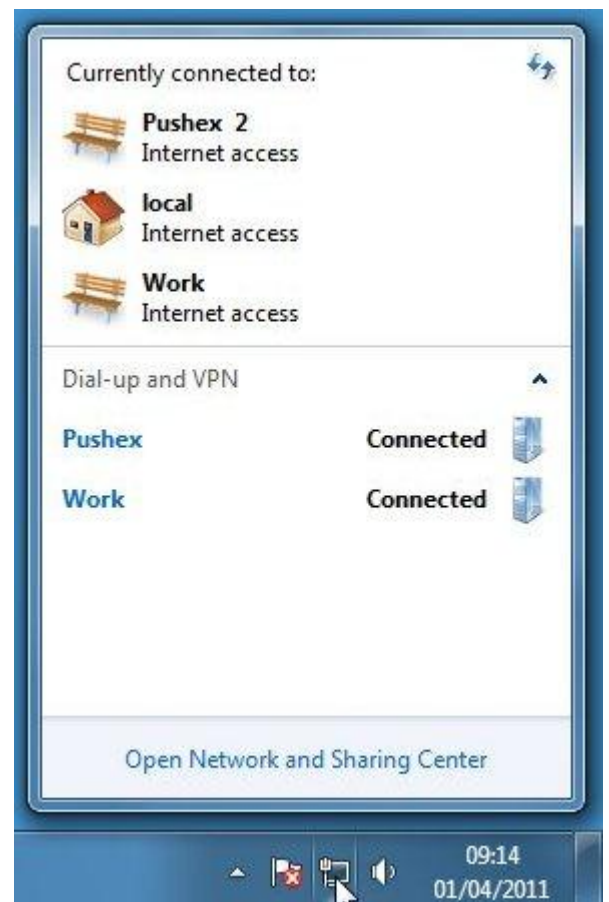 Currently connected to:
Pushex 2
Internet access
local
Internet access
Work
Internet access
Dial-up and VPN
Pushex Connected
Work Connected
Open Network and Sharing Center
09:14
01/04/2011